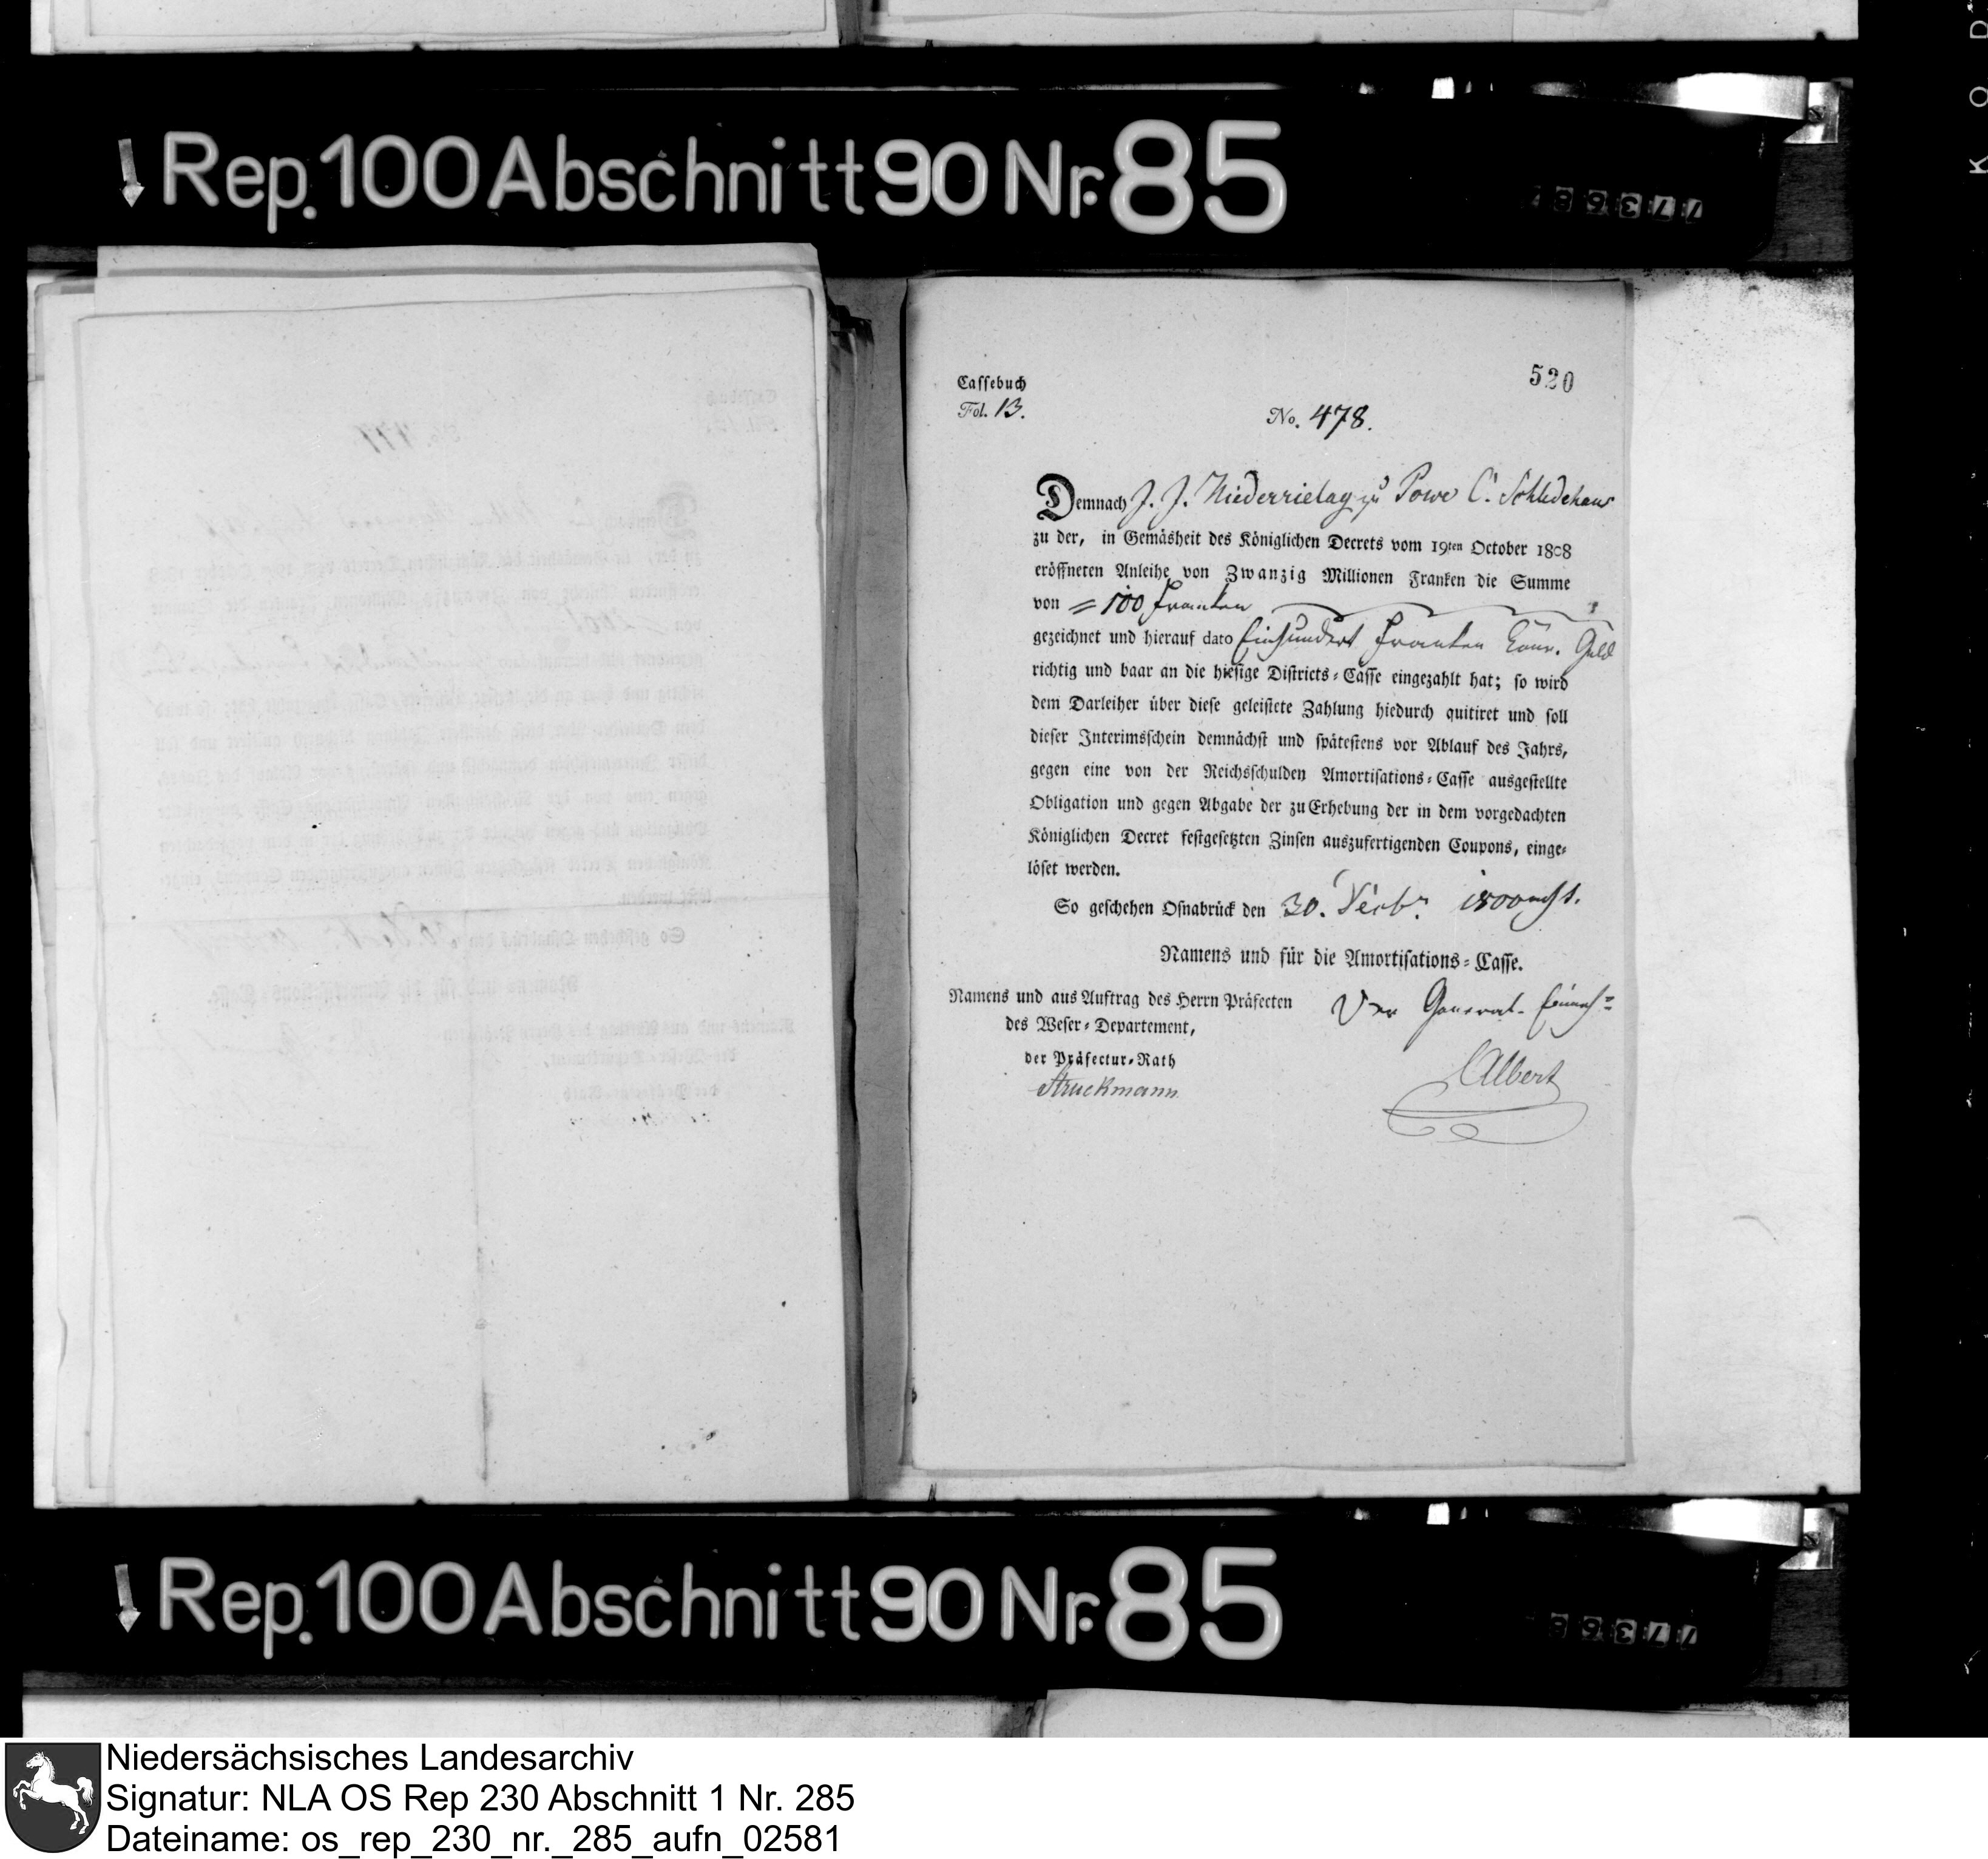 Rep. 100 Abschnitt 90 Nr. 85
Cassebuch
Fol. 13.
520
No. 478.
Demnach J. J. Niederrielag zu Powe C. Schledehaus
zu der, in Gemäsheit des Königlichen Decrets vom 19ten October 1808
eröffneten Anleihe von Zwanzig Millionen Franken die Summe
von = 100 Franken
gezeichnet und hierauf dato Einhundert Franken Conv. Geld
richtig und baar an die hiesige Districts-Casse eingezahlt hat; so wird
dem Darleiher über diese geleistete Zahlung hiedurch quitiret und soll
dieser Interimsschein demnächst und spätestens vor Ablauf des Jahrs,
gegen eine von der Reichsschulden Amortisations-Casse ausgestellte
Obligation und gegen Abgabe der zu Erhebung der in dem vorgedachten
Königlichen Decret festgesetzten Zinsen auszufertigenden Coupons, einge-
löset werden.
So geschehen Osnabrück den 30. Decbr. 1800acht.
Namens und für die Amortisations-Casse.
Namens und aus Auftrag des Herrn Präfecten
des Weser-Departement,
der Präfectur-Rath
Struckmann
Der General-
Albert
Rep. 100 Abschnitt 90 Nr. 85
Niedersächsisches Landesarchiv
Signatur: NLA OS Rep 230 Abschnitt 1 Nr. 285
Dateiname: os_rep_230_nr._285_aufn_02581